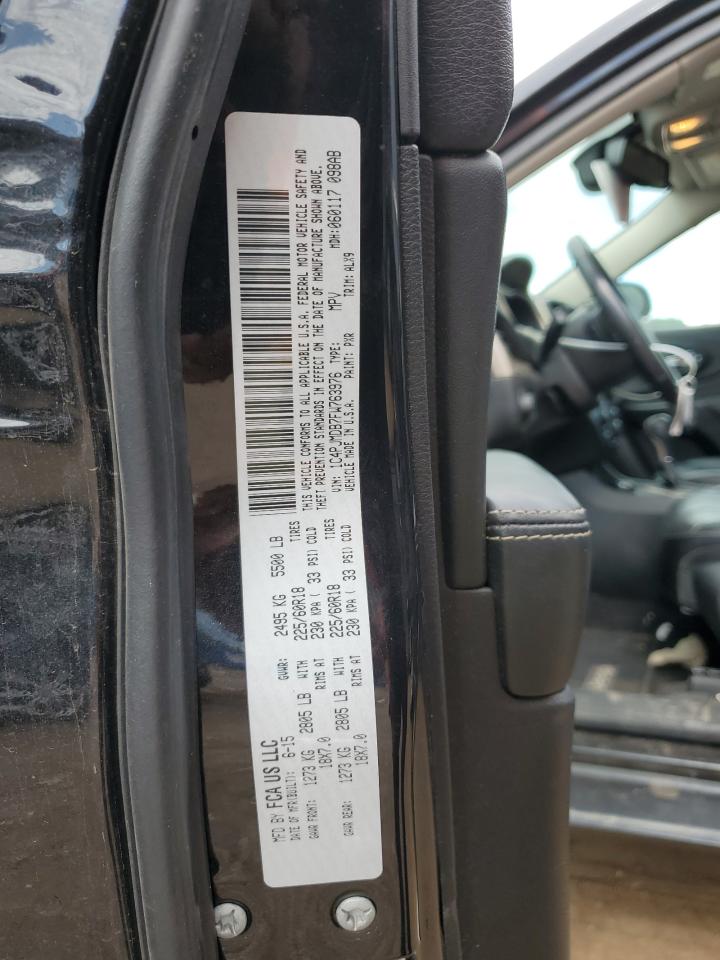 MFD BY FCA US LLC
DATE OF MFR(BUILT): 6-15 GVWR: 2495 KG 5500 LB
GAWR FRONT: 1273 KG 2805 LB WITH 225/60R18 TIRES
18X7.0 RIMS AT 230 KPA ( 33 PSI) COLD
GAWR REAR: 1273 KG 2805 LB WITH 225/60R18 TIRES
18X7.0 RIMS AT 230 KPA ( 33 PSI) COLD
THIS VEHICLE CONFORMS TO ALL APPLICABLE U.S.A. FEDERAL MOTOR VEHICLE SAFETY AND
THEFT PREVENTION STANDARDS IN EFFECT ON THE DATE OF MANUFACTURE SHOWN ABOVE.
VIN: 1C4PJMDB7FW763976 TYPE: MPV MDH:060117 098AB
VEHICLE MADE IN U.S.A. PAINT: PXR TRIM: ALX9